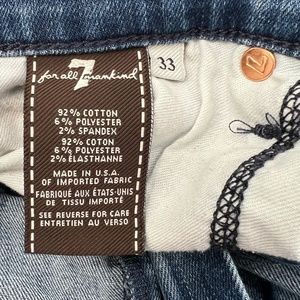 7
for all mankind
33
92% COTTON
6% POLYESTER
2% SPANDEX
92% COTON
6% POLYESTER
2% ÉLASTHANNE
MADE IN U.S.A.
OF IMPORTED FABRIC
FABRIQUÉ AUX ÉTATS-UNIS
DE TISSU IMPORTÉ
SEE REVERSE FOR CARE
ENTRETIEN AU VERSO